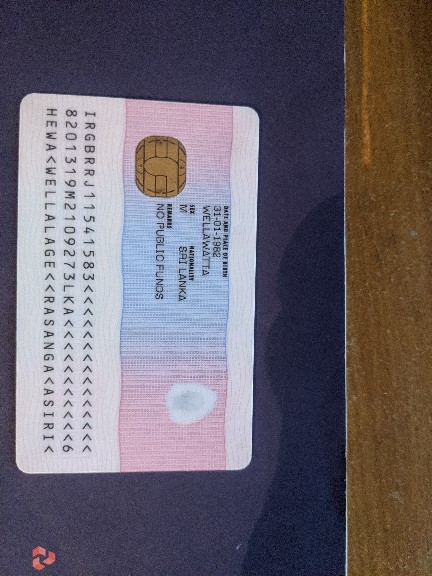 DATE AND PLACE OF BIRTH
31-01-1982
WELLAWATTA
SEX NATIONALITY
M SRI LANKA
REMARKS
NO PUBLIC FUNDS
IRGBRRJ11541583<<<<<<<<<<<<<<<
8201319M2109273LKA<<<<<<<<<<<6
HEWA<WELLALAGE<<RASANGA<ASIRI<